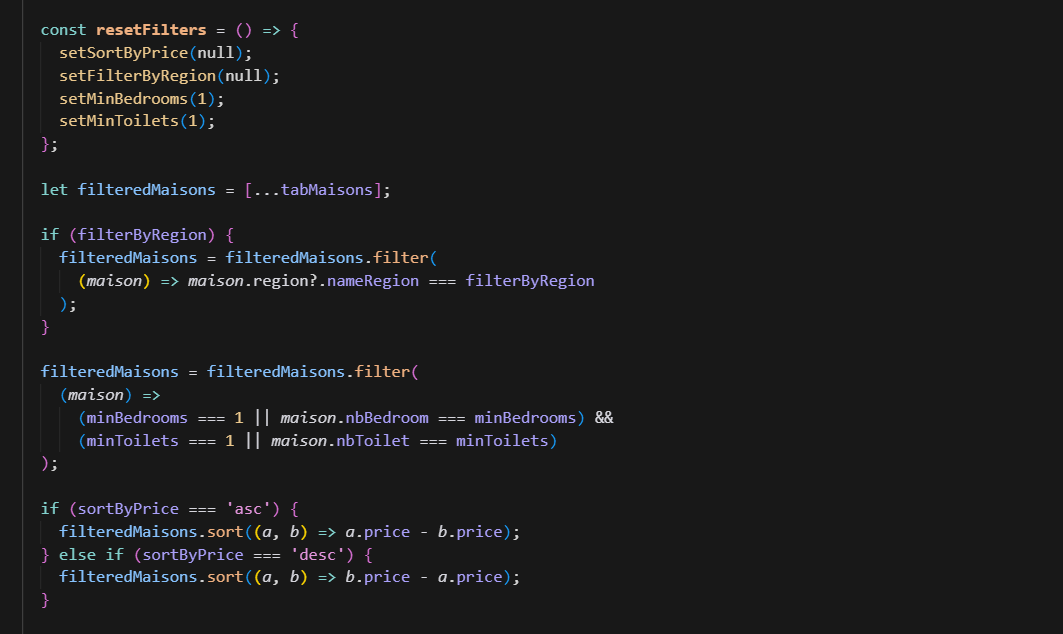 const resetFilters = () => {
setSortByPrice(null);
setFilterByRegion(null);
setMinBedrooms(1);
setMinToilets(1);
};
let filteredMaisons = [...tabMaisons];
if (filterByRegion) {
filteredMaisons = filteredMaisons.filter(
(maison) => maison.region?.nameRegion === filterByRegion
);
}
filteredMaisons = filteredMaisons.filter(
(maison) =>
(minBedrooms === 1 || maison.nbBedroom === minBedrooms) &&
(minToilets === 1 || maison.nbToilet === minToilets)
);
if (sortByPrice === 'asc') {
filteredMaisons.sort((a, b) => a.price - b.price);
} else if (sortByPrice === 'desc') {
filteredMaisons.sort((a, b) => b.price - a.price);
}